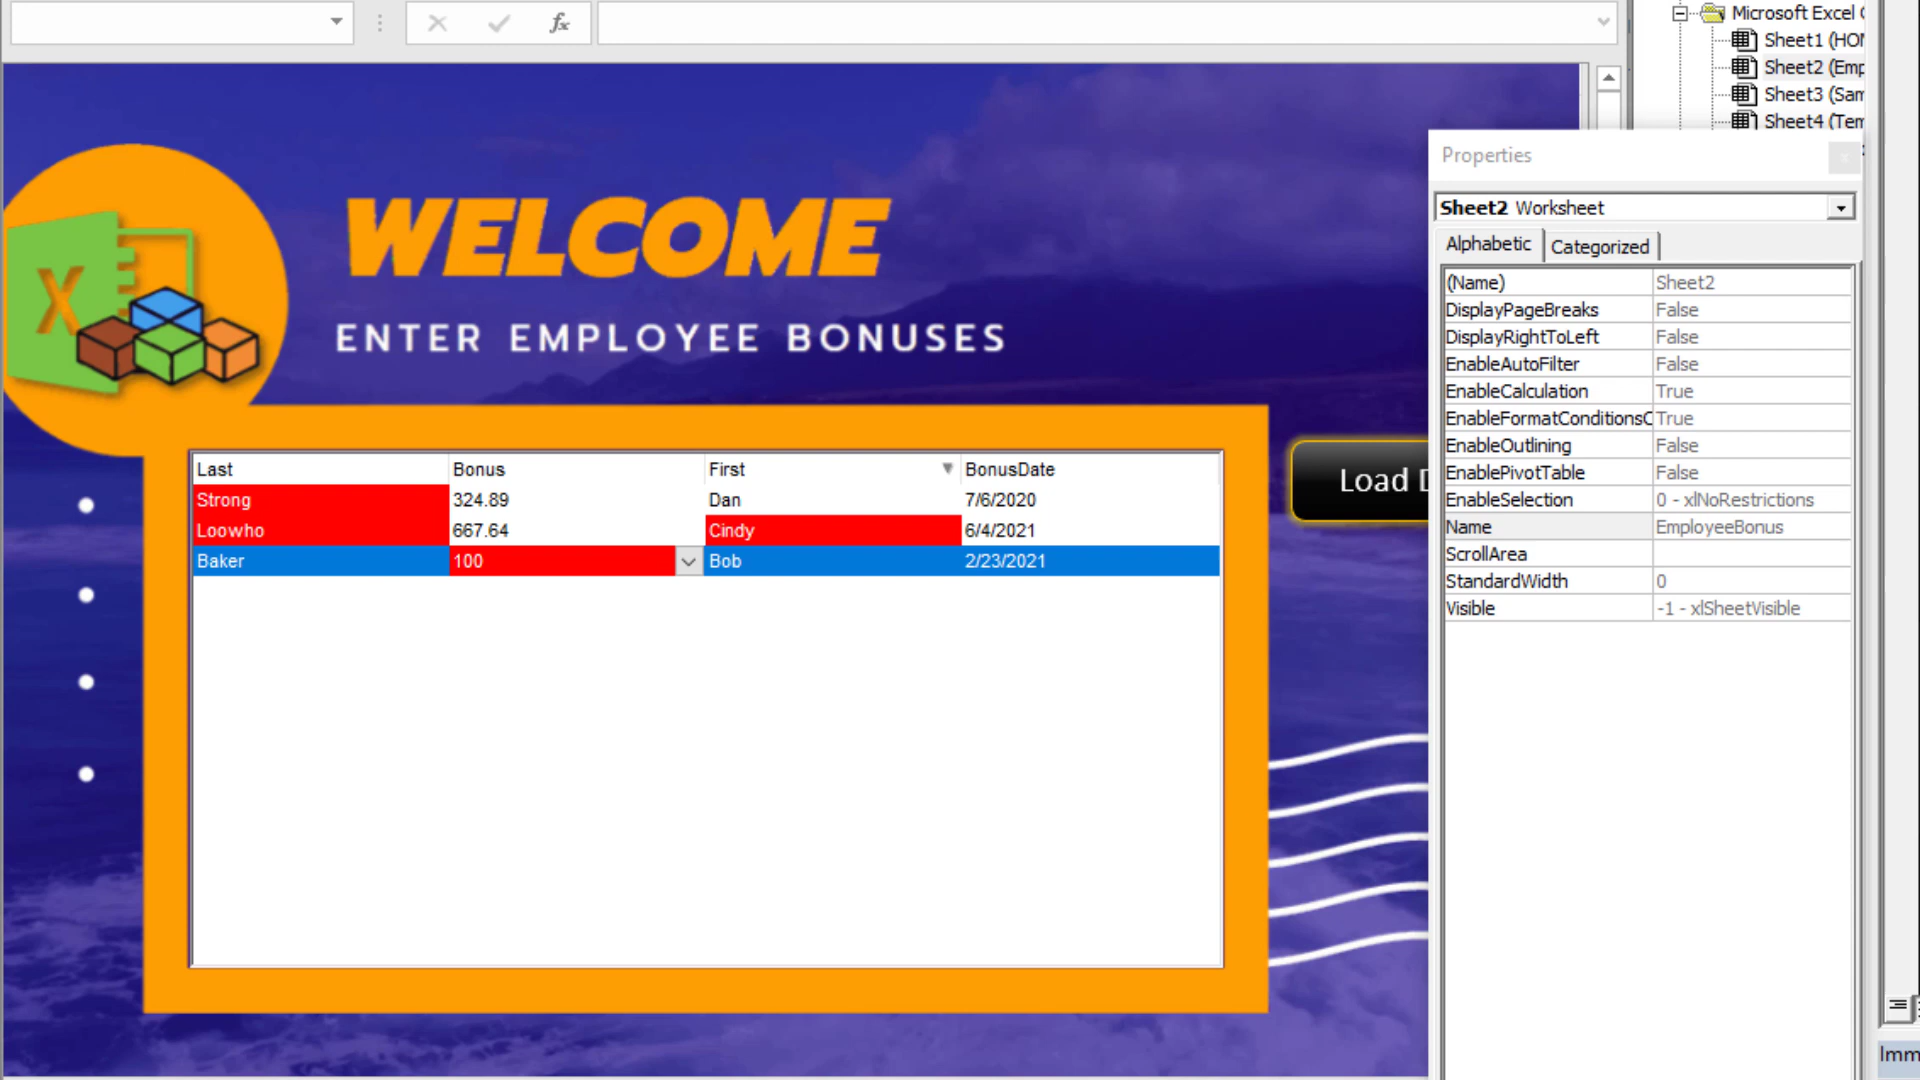 fx
Microsoft Excel
Sheet1 (HO
Sheet2 (Emp
Sheet3 (Sam
Sheet4 (Tem
WELCOME
ENTER EMPLOYEE BONUSES
X
Last Bonus First BonusDate
Strong 324.89 Dan 7/6/2020
Loowho 667.64 Cindy 6/4/2021
Baker 100 Bob 2/23/2021
Load
Properties
Sheet2 Worksheet
Alphabetic Categorized
(Name) Sheet2
DisplayPageBreaks False
DisplayRightToLeft False
EnableAutoFilter False
EnableCalculation True
EnableFormatConditionsC True
EnableOutlining False
EnablePivotTable False
EnableSelection 0 - xlNoRestrictions
Name EmployeeBonus
ScrollArea
StandardWidth 0
Visible -1 - xlSheetVisible
Imm